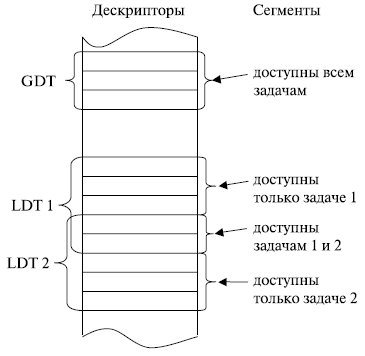 Дескрипторы
Сегменты
GDT
доступны всем
задачам
LDT 1
доступны
только задаче 1
доступны
задачам 1 и 2
LDT 2
доступны
только задаче 2